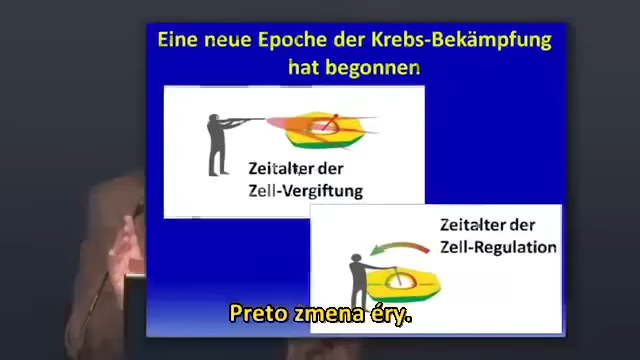 Eine neue Epoche der Krebs-Bekämpfung
hat begonnen
Zeitalter der
Zell-Vergiftung
Zeitalter der
Zell-Regulation
Preto zmena éry.